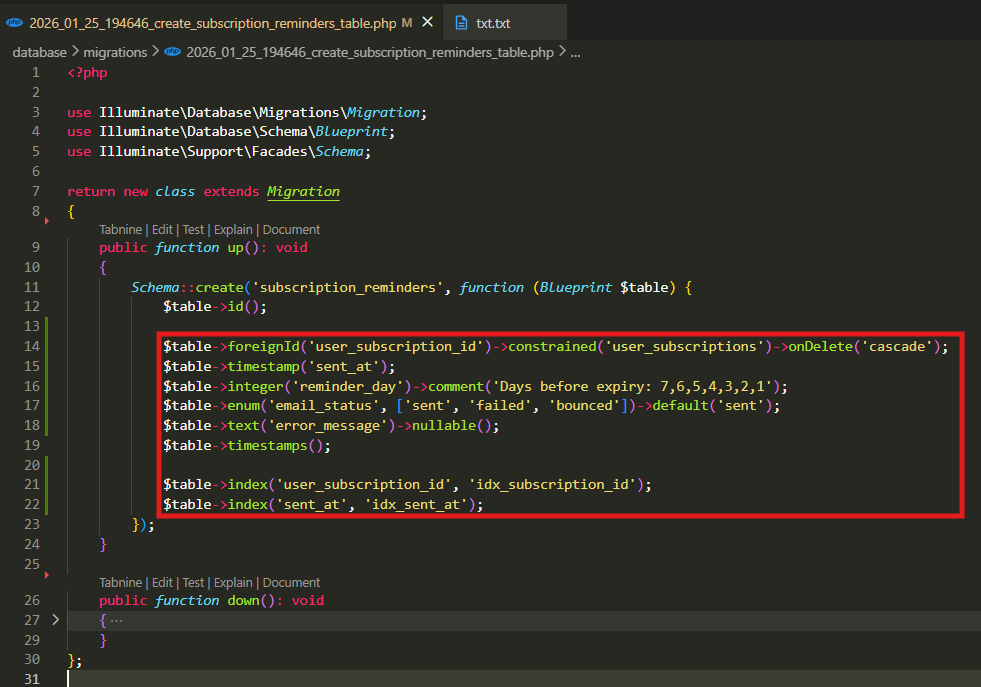 php 2026_01_25_194646_create_subscription_reminders_table.php M × txt.txt
database > migrations > php 2026_01_25_194646_create_subscription_reminders_table.php > ...
1 <?php
2
3 use Illuminate\Database\Migrations\Migration;
4 use Illuminate\Database\Schema\Blueprint;
5 use Illuminate\Support\Facades\Schema;
6
7 return new class extends Migration
8 {
Tabnine | Edit | Test | Explain | Document
9 public function up(): void
10 {
11 Schema::create('subscription_reminders', function (Blueprint $table) {
12 $table->id();
13
14 $table->foreignId('user_subscription_id')->constrained('user_subscriptions')->onDelete('cascade');
15 $table->timestamp('sent_at');
16 $table->integer('reminder_day')->comment('Days before expiry: 7,6,5,4,3,2,1');
17 $table->enum('email_status', ['sent', 'failed', 'bounced'])->default('sent');
18 $table->text('error_message')->nullable();
19 $table->timestamps();
20
21 $table->index('user_subscription_id', 'idx_subscription_id');
22 $table->index('sent_at', 'idx_sent_at');
23 });
24 }
25
Tabnine | Edit | Test | Explain | Document
26 public function down(): void
27 > { ···
29 }
30 };
31